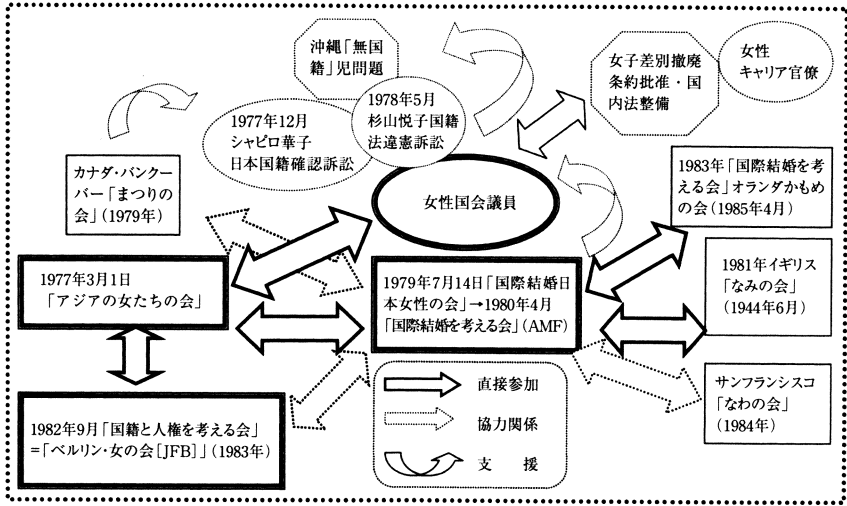 沖縄「無国
籍」児問題
1977年12月
シャピロ華子
日本国籍確認訴訟
1978年5月
杉山悦子国籍
法違憲訴訟
女子差別撤廃
条約批准・国
内法整備
女性
キャリア官僚
カナダ・バンクー
バー「まつりの
会」(1979年)
女性国会議員
1983年「国際結婚を考
える会」オランダかもめ
の会(1985年4月)
1977年3月1日
「アジアの女たちの会」
1979年7月14日「国際結婚日
本女性の会」→1980年4月
「国際結婚を考える会」(AMF)
1981年イギリス
「なみの会」
(1944年6月)
1982年9月「国籍と人権を考える会」
=「ベルリン・女の会[JFB]」(1983年)
サンフランシスコ
「なわの会」
(1984年)
直接参加
協力関係
支　援